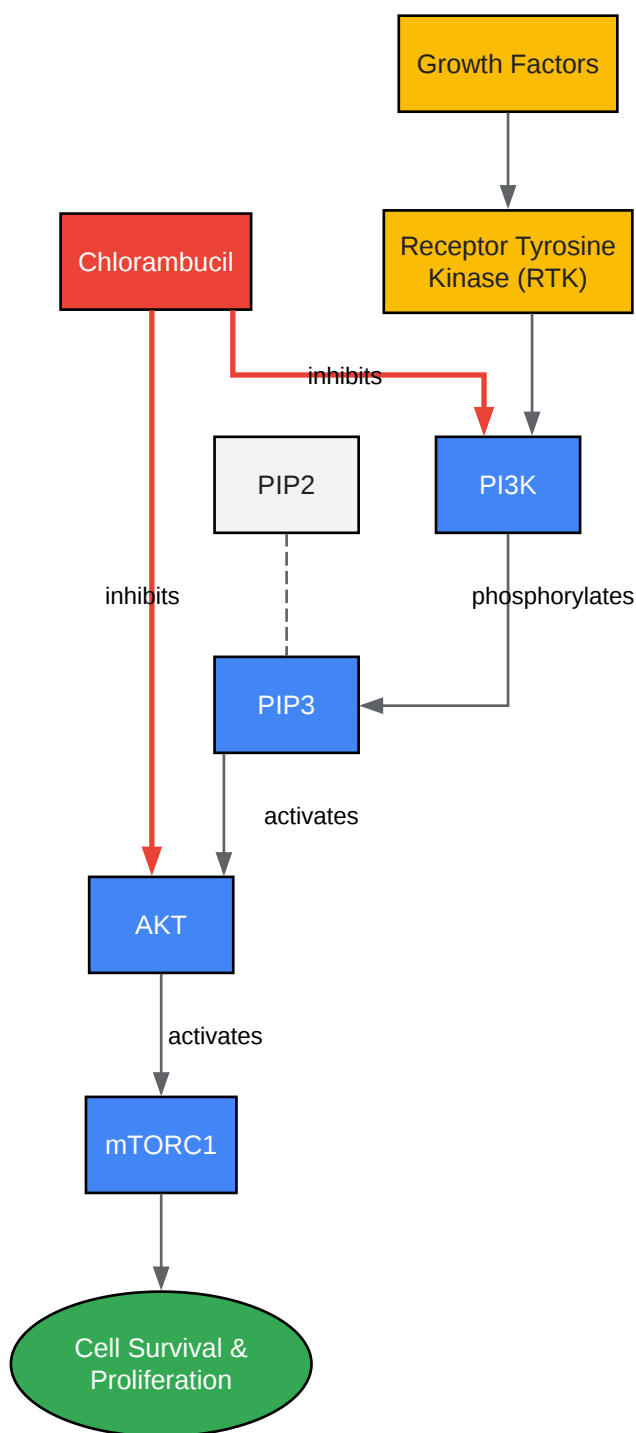 Growth Factors
Chlorambucil
Receptor Tyrosine
Kinase (RTK)
inhibits
PIP2
PI3K
inhibits
phosphorylates
PIP3
activates
AKT
activates
mTORC1
Cell Survival &
Proliferation